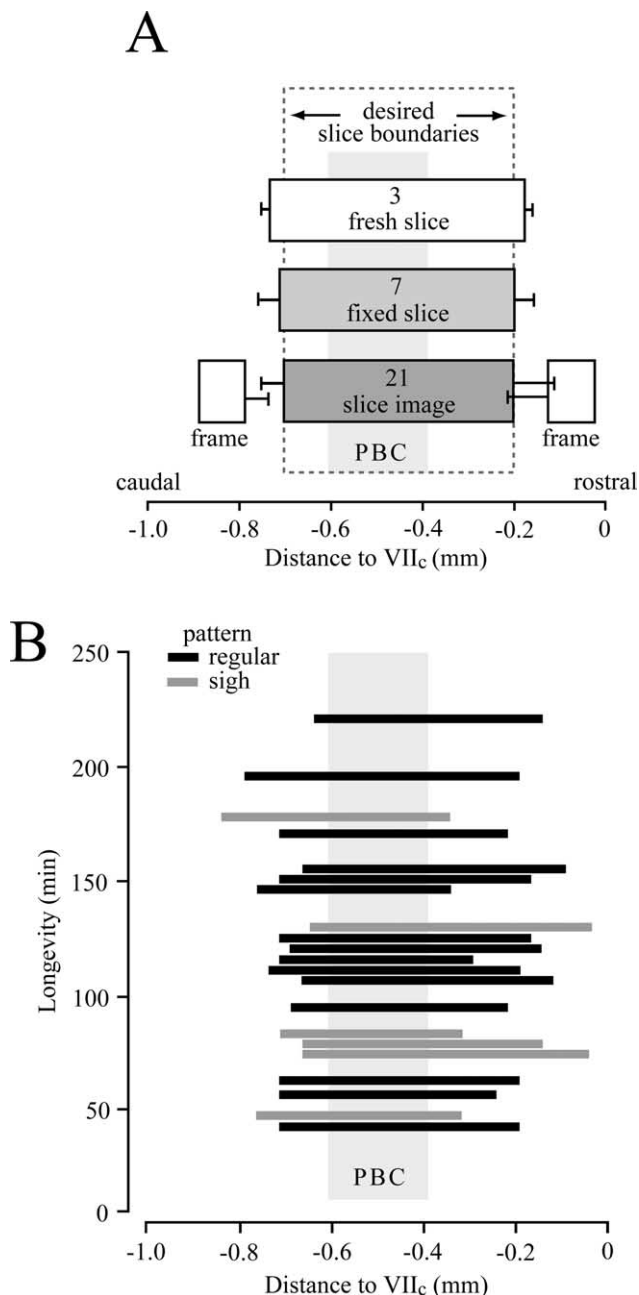 A
desired
slice boundaries
3
fresh slice
7
fixed slice
21
slice image
frame
frame
PBC
caudal
rostral
-1.0
-0.8
-0.6
-0.4
-0.2
0
Distance to VIIc (mm)
B
pattern
regular
sigh
250
200
150
100
50
0
Longevity (min)
PBC
-1.0
-0.8
-0.6
-0.4
-0.2
0
Distance to VIIc (mm)